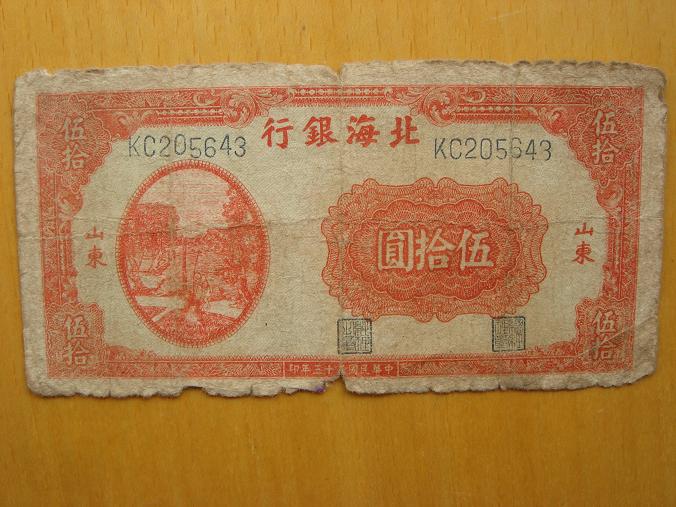 行銀海北
KC205643 KC205643
伍拾 伍拾
圓拾伍
山東 山東
伍拾 伍拾
印年三十 國民華中